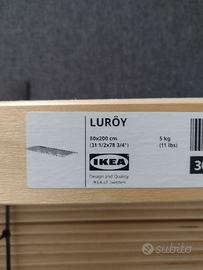 LURÖY
80x200 cm
(31 1/2x78 3/4")
5 kg
(11 lbs)
IKEA
Design and Quality
IKEA of Sweden
30
subito